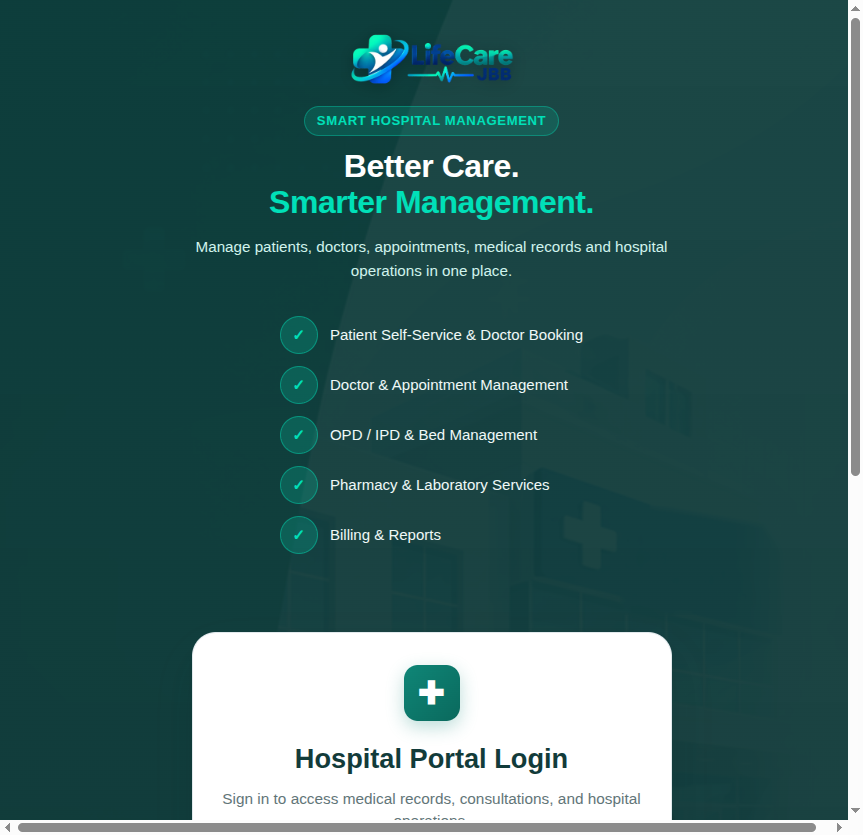 LifeCare
JBB
SMART HOSPITAL MANAGEMENT
Better Care.
Smarter Management.
Manage patients, doctors, appointments, medical records and hospital
operations in one place.
✓ Patient Self-Service & Doctor Booking
✓ Doctor & Appointment Management
✓ OPD / IPD & Bed Management
✓ Pharmacy & Laboratory Services
✓ Billing & Reports
Hospital Portal Login
Sign in to access medical records, consultations, and hospital
operations.